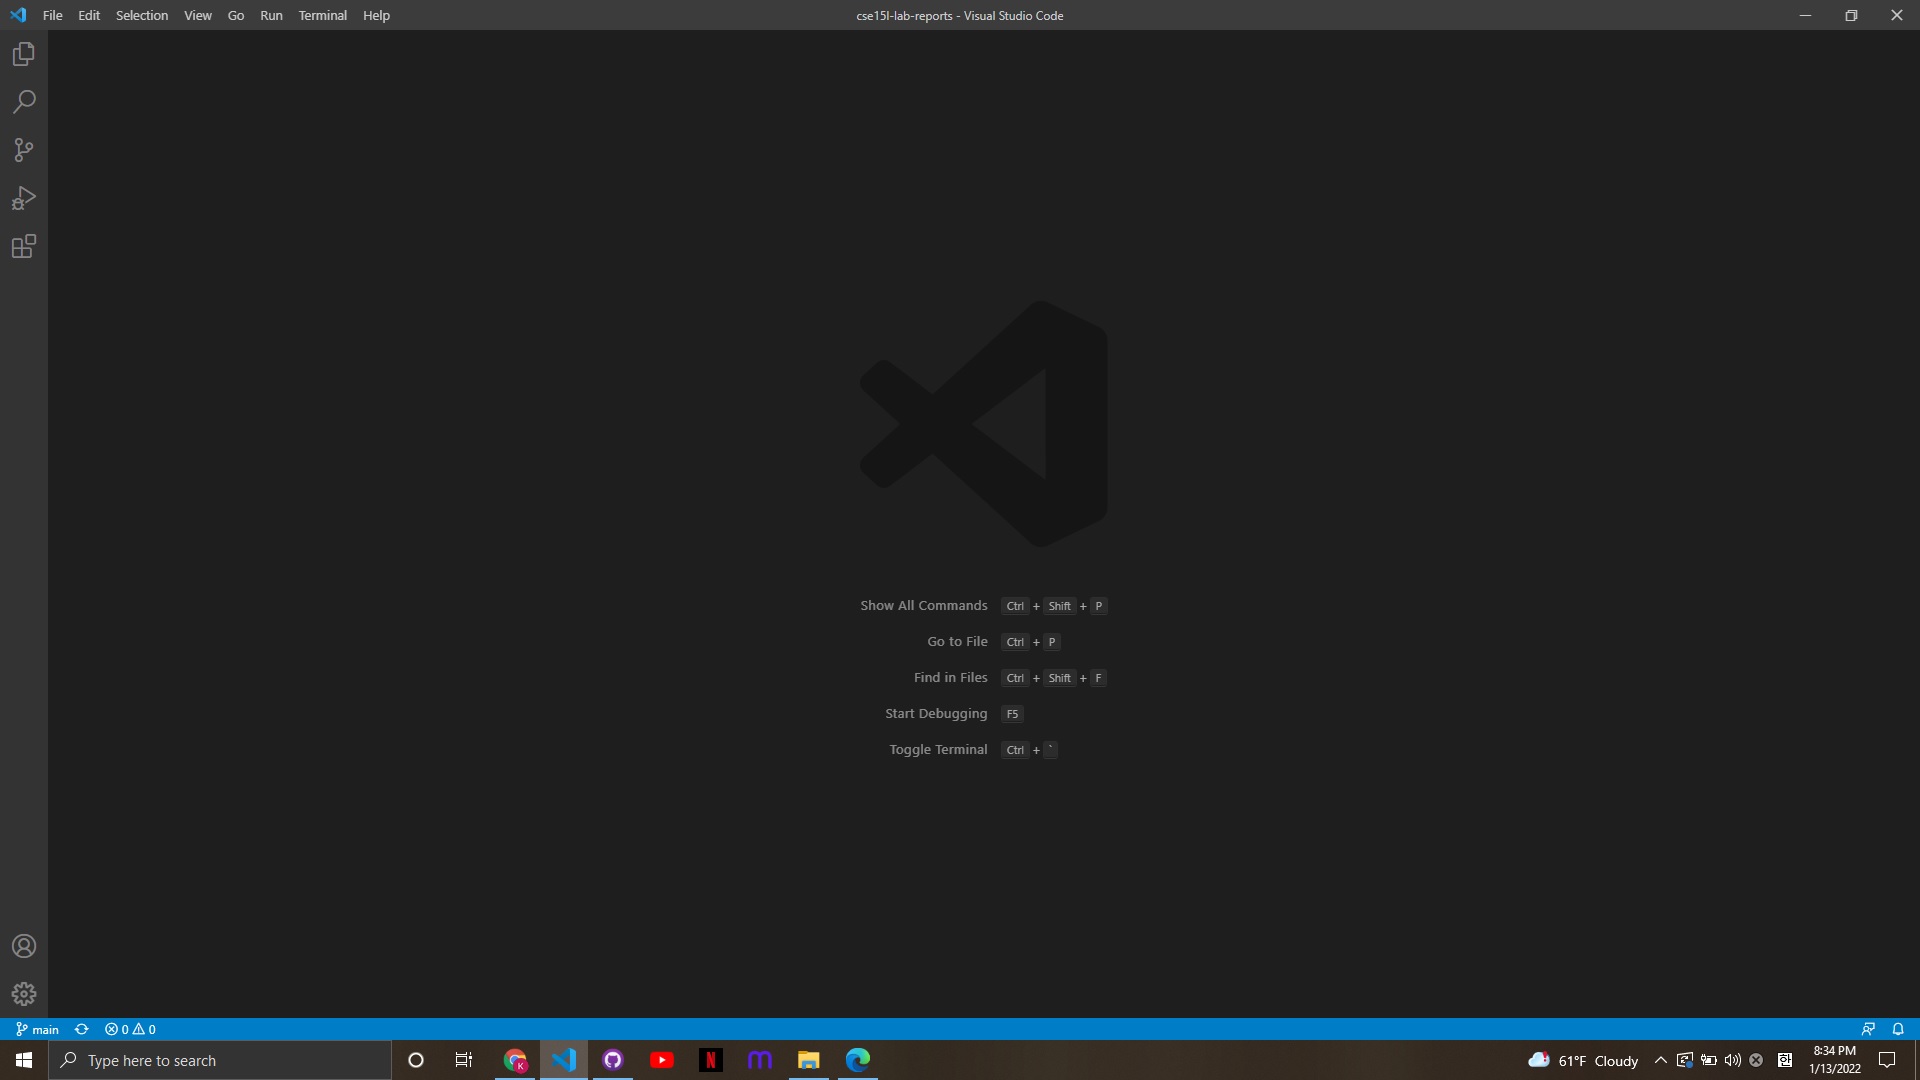 File Edit Selection View Go Run Terminal Help
cse15l-lab-reports - Visual Studio Code
Show All Commands Ctrl + Shift + P
Go to File Ctrl + P
Find in Files Ctrl + Shift + F
Start Debugging F5
Toggle Terminal Ctrl + `
main 0 0
Type here to search
K
N
m
61°F Cloudy
한
8:34 PM
1/13/2022